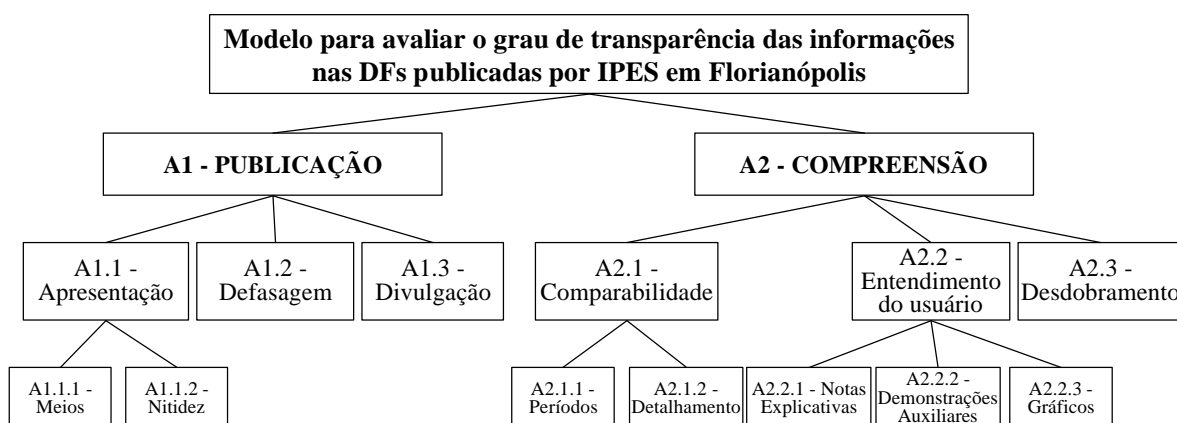 Modelo para avaliar o grau de transparência das informações
nas DFs publicadas por IPES em Florianópolis
A1 - PUBLICAÇÃO
A2 - COMPREENSÃO
A1.1 -
Apresentação
A1.2 -
Defasagem
A1.3 -
Divulgação
A2.1 -
Comparabilidade
A2.2 -
Entendimento
do usuário
A2.3 -
Desdobramento
A1.1.1 -
Meios
A1.1.2 -
Nitidez
A2.1.1 -
Períodos
A2.1.2 -
Detalhamento
A2.2.1 - Notas
Explicativas
A2.2.2 -
Demonstrações
Auxiliares
A2.2.3 -
Gráficos